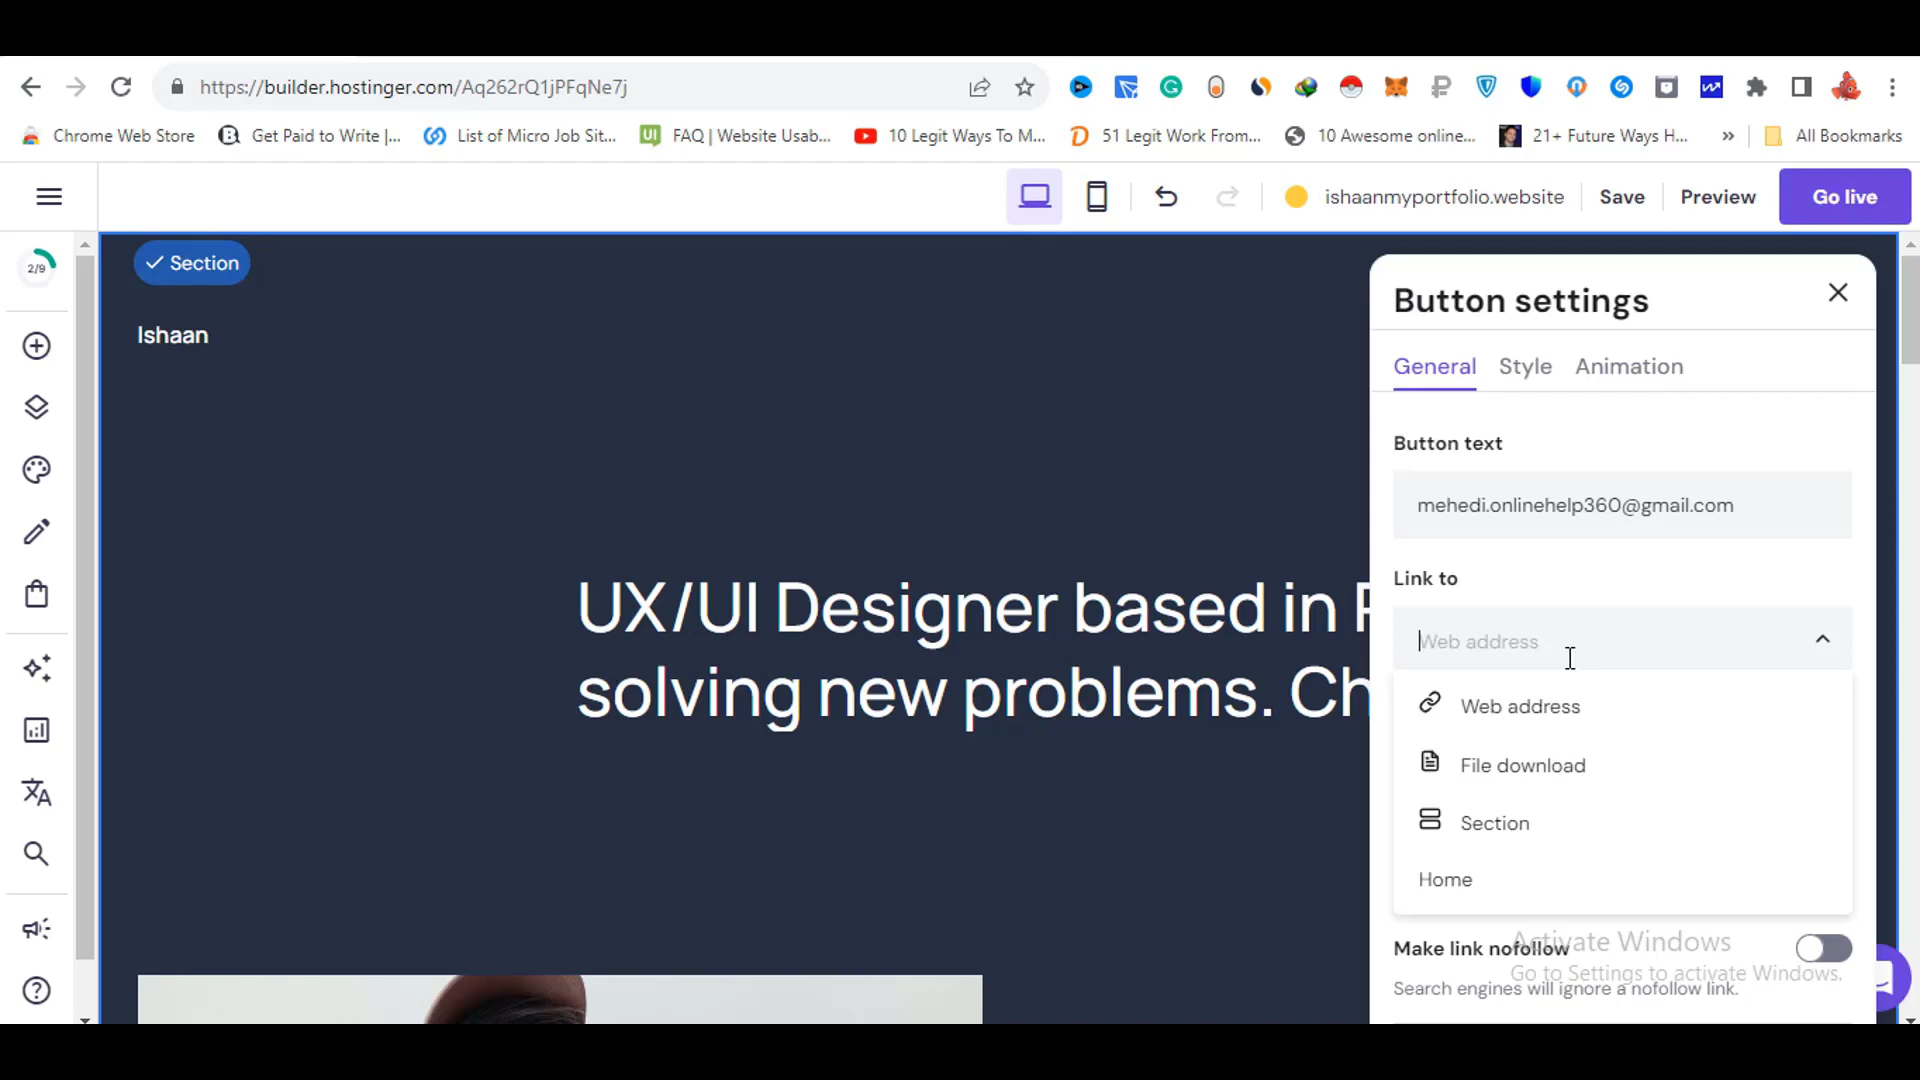 https://builder.hostinger.com/Aq262rQ1jPFqNe7j
Chrome Web Store
Get Paid to Write |...
List of Micro Job Sit...
UI
FAQ | Website Usab...
10 Legit Ways To M...
51 Legit Work From...
10 Awesome online...
21+ Future Ways H...
»
All Bookmarks
ishaanmyportfolio.website
Save
Preview
Go live
2/9
Section
Ishaan
UX/UI Designer based in
solving new problems. Ch
Button settings
General Style Animation
Button text
mehedi.onlinehelp360@gmail.com
Link to
Web address
Web address
File download
Section
Home
Make link nofollow
Search engines will ignore a nofollow link.
Activate Windows
Go to Settings to activate Windows.